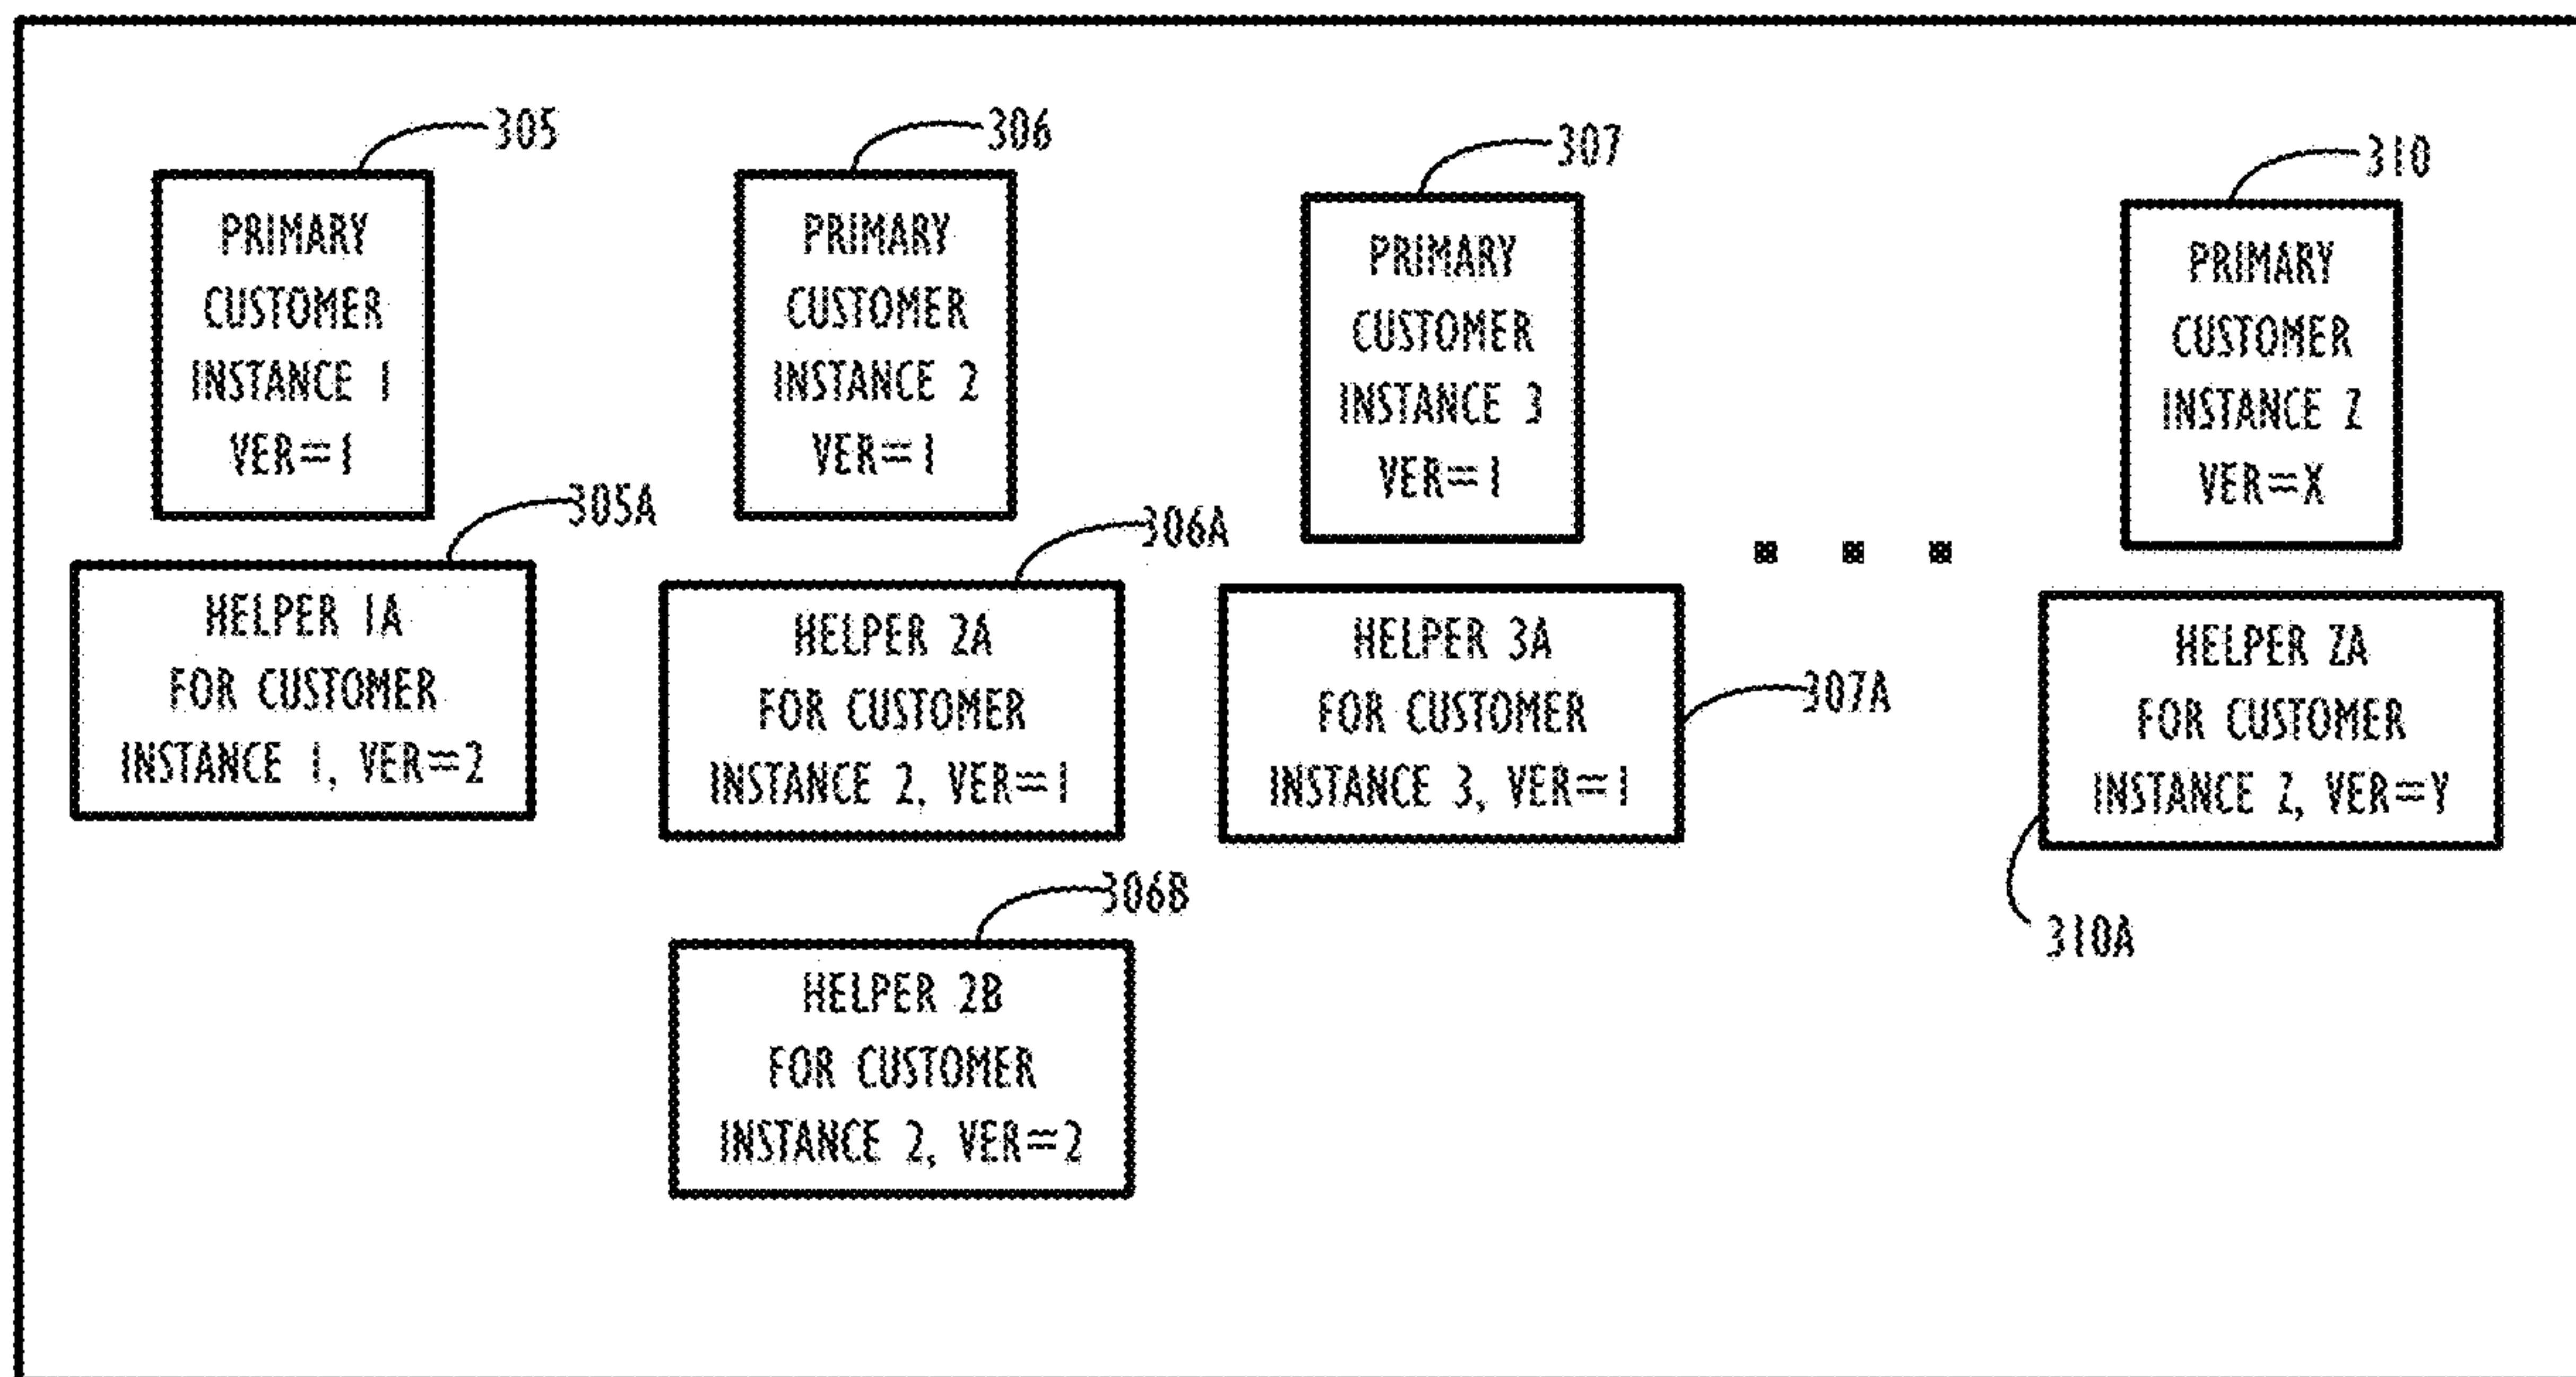 305
PRIMARY
CUSTOMER
INSTANCE 1
VER=1
305A
HELPER 1A
FOR CUSTOMER
INSTANCE 1, VER=2
306
PRIMARY
CUSTOMER
INSTANCE 2
VER=1
306A
HELPER 2A
FOR CUSTOMER
INSTANCE 2, VER=1
306B
HELPER 2B
FOR CUSTOMER
INSTANCE 2, VER=2
307
PRIMARY
CUSTOMER
INSTANCE 3
VER=1
HELPER 3A
FOR CUSTOMER
INSTANCE 3, VER=1
307A
310
PRIMARY
CUSTOMER
INSTANCE Z
VER=X
HELPER ZA
FOR CUSTOMER
INSTANCE Z, VER=Y
310A